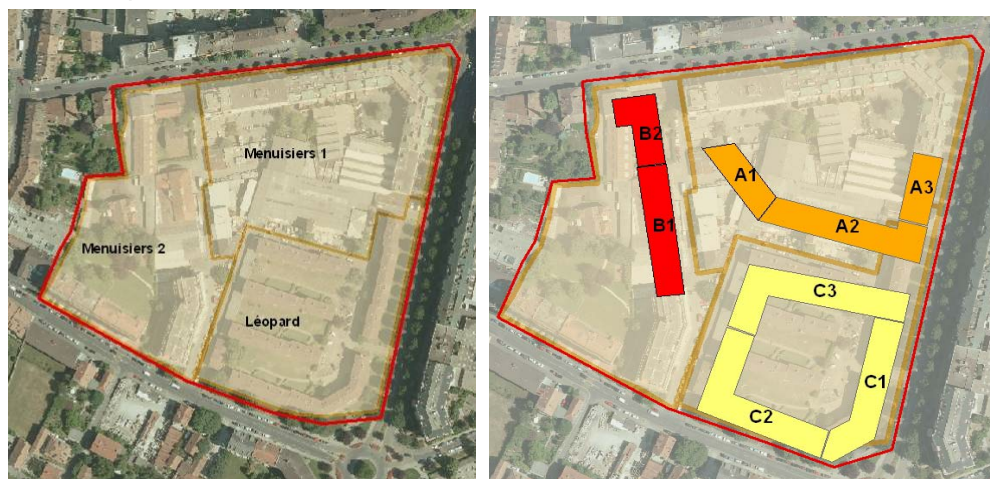 Menuisiers 1
Menuisiers 2
Léopard
B2
A1
A3
B1
A2
C3
C1
C2